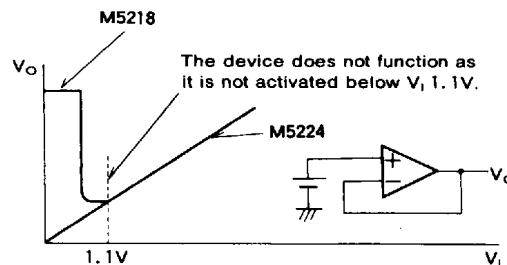 M5218
The device does not function as
it is not activated below VI 1.1V.
VO
M5224
+
−
VO
1.1V
VI